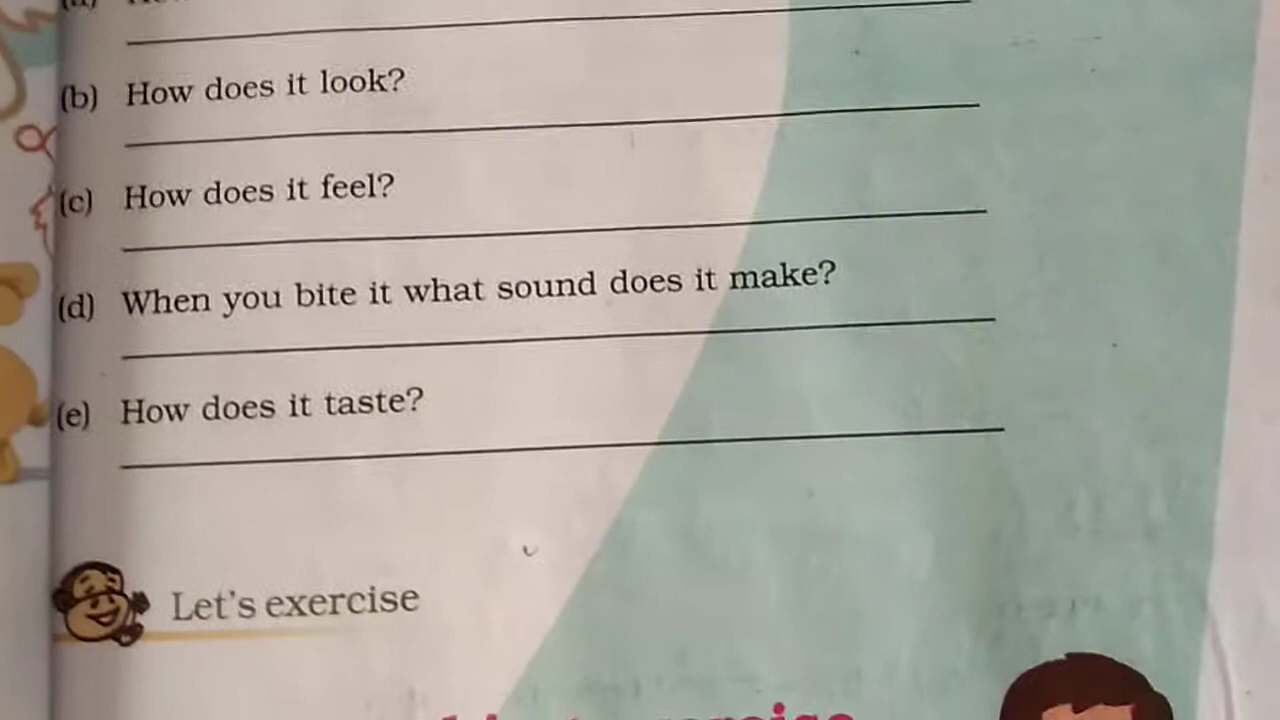 (b) How does it look?
(c) How does it feel?
(d) When you bite it what sound does it make?
(e) How does it taste?
Let's exercise